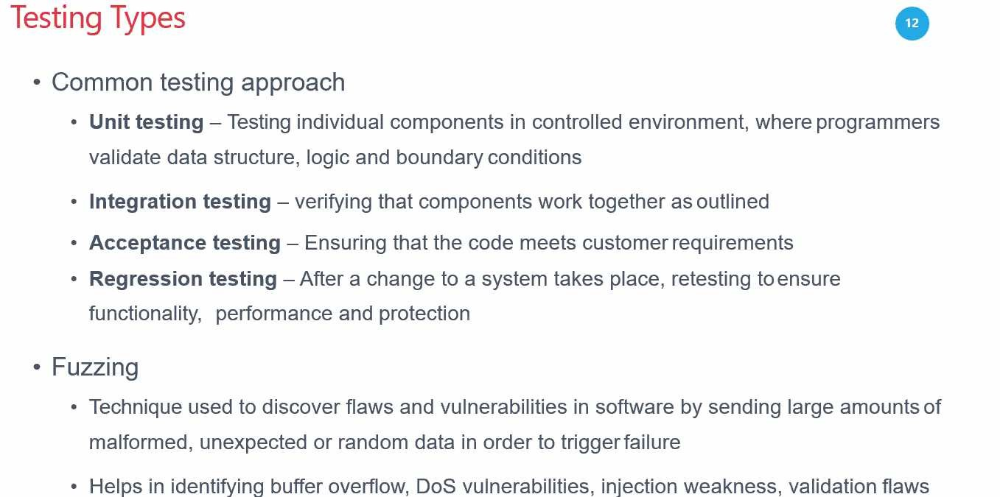 Testing Types
12
• Common testing approach
• Unit testing – Testing individual components in controlled environment, where programmers
validate data structure, logic and boundary conditions
• Integration testing – verifying that components work together as outlined
• Acceptance testing – Ensuring that the code meets customer requirements
• Regression testing – After a change to a system takes place, retesting to ensure
functionality, performance and protection
• Fuzzing
• Technique used to discover flaws and vulnerabilities in software by sending large amounts of
malformed, unexpected or random data in order to trigger failure
• Helps in identifying buffer overflow, DoS vulnerabilities, injection weakness, validation flaws